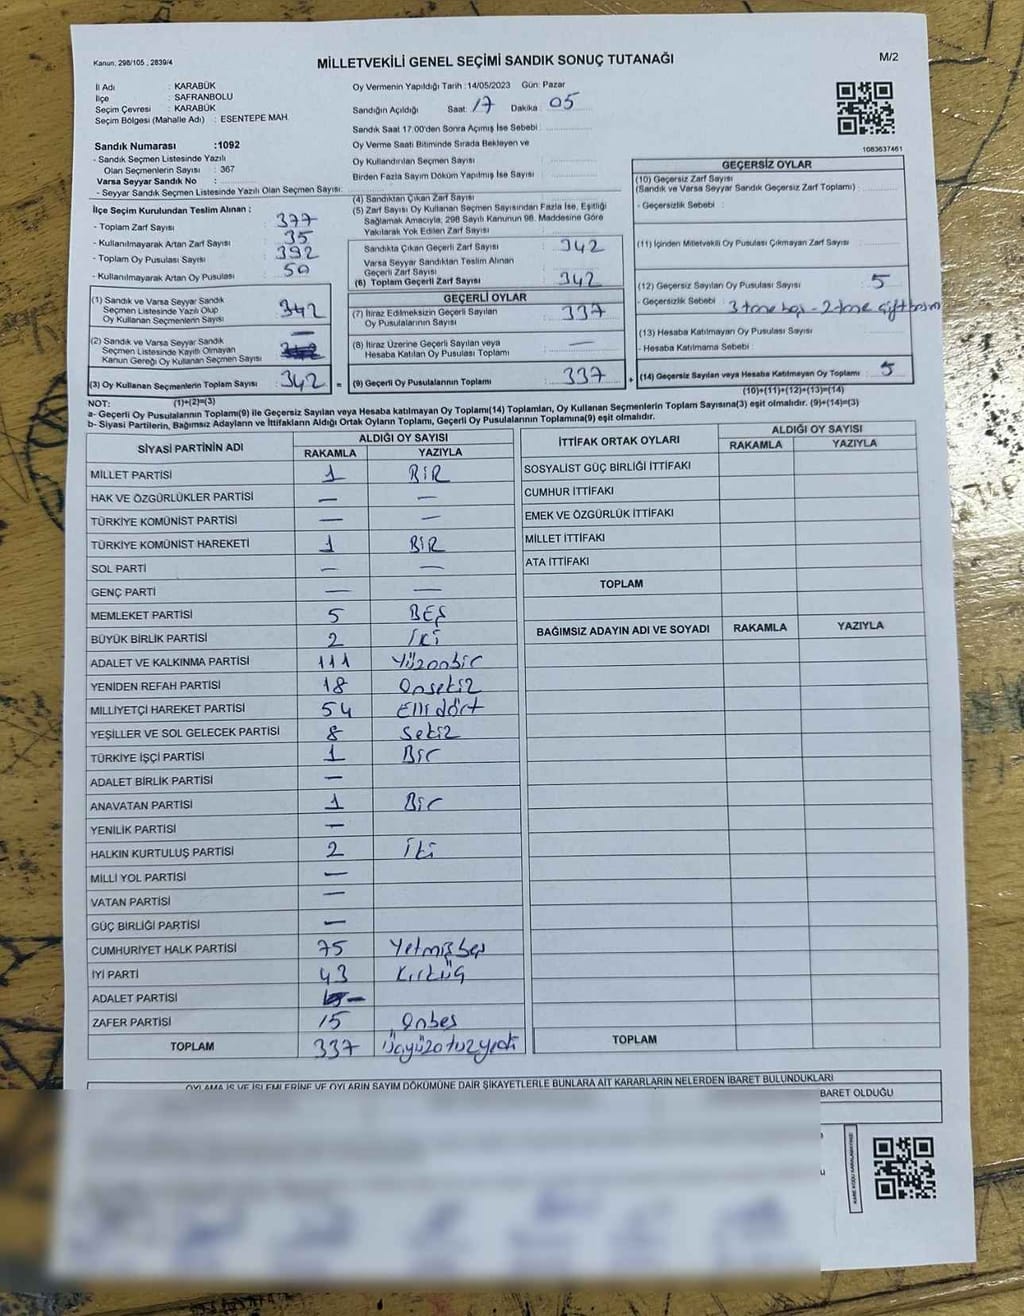 Kanun, 298/105 , 2839/4
MİLLETVEKİLİ GENEL SEÇİMİ SANDIK SONUÇ TUTANAĞI
M/2
İl Adı : KARABÜK
İlçe : SAFRANBOLU
Seçim Çevresi : KARABÜK
Seçim Bölgesi (Mahalle Adı) : ESENTEPE MAH.
Sandık Numarası :1092
- Sandık Seçmen Listesinde Yazılı
Olan Seçmenlerin Sayısı : 367
Varsa Seyyar Sandık No :
- Seyyar Sandık Seçmen Listesinde Yazılı Olan Seçmen Sayısı:
Oy Vermenin Yapıldığı Tarih :14/05/2023 Gün: Pazar
Sandığın Açıldığı Saat: 17 Dakika : 05
Sandık Saat 17:00'den Sonra Açmış İse Sebebi :
Oy Verme Saati Bitiminde Sırada Bekleyen ve
Oy Kullandırılan Seçmen Sayısı :
Birden Fazla Sayım Döküm Yapılmış İse Sayısı :
1083637461
İlçe Seçim Kurulundan Teslim Alınan :
- Toplam Zarf Sayısı : 377
- Kullanılmayarak Artan Zarf Sayısı : 35
- Toplam Oy Pusulası Sayısı : 392
- Kullanılmayarak Artan Oy Pusulası : 50
(1) Sandık ve Varsa Seyyar Sandık
Seçmen Listesinde Yazılı Olup
Oy Kullanan Seçmenlerin Sayısı : 342
(2) Sandık ve Varsa Seyyar Sandık
Seçmen Listesinde Kayıtlı Olmayan
Kanun Gereği Oy Kullanan Seçmen Sayısı : —
(3) Oy Kullanan Seçmenlerin Toplam Sayısı : 342 =
(1)+(2)=(3)
(4) Sandıktan Çıkan Zarf Sayısı :
(5) Zarf Sayısı Oy Kullanan Seçmen Sayısından Fazla İse, Eşitliği
Sağlamak Amacıyla, 298 Sayılı Kanunun 98. Maddesine Göre
Yakılarak Yok Edilen Zarf Sayısı :
Sandıkta Çıkan Geçerli Zarf Sayısı : 342
Varsa Seyyar Sandıktan Teslim Alınan
Geçerli Zarf Sayısı :
(6) Toplam Geçerli Zarf Sayısı : 342
GEÇERLİ OYLAR
(7) İtiraz Edilmeksizin Geçerli Sayılan
Oy Pusulalarının Sayısı : 337
(8) İtiraz Üzerine Geçerli Sayılan veya
Hesaba Katılan Oy Pusulası Toplamı : —
(9) Geçerli Oy Pusulalarının Toplamı : 337 +
GEÇERSİZ OYLAR
(10) Geçersiz Zarf Sayısı
(Sandık ve Varsa Seyyar Sandık Geçersiz Zarf Toplamı) :
- Geçersizlik Sebebi :
(11) İçinden Milletvekili Oy Pusulası Çıkmayan Zarf Sayısı :
(12) Geçersiz Sayılan Oy Pusulası Sayısı : 5
- Geçersizlik Sebebi : 3 tane boş - 2 tane çift basım
(13) Hesaba Katılmayan Oy Pusulası Sayısı :
- Hesaba Katılmama Sebebi :
(14) Geçersiz Sayılan veya Hesaba Katılmayan Oy Toplamı : 5
(10)+(11)+(12)+(13)=(14)
NOT:
a- Geçerli Oy Pusulalarının Toplamı(9) ile Geçersiz Sayılan veya Hesaba katılmayan Oy Toplamı(14) Toplamları, Oy Kullanan Seçmenlerin Toplam Sayısına(3) eşit olmalıdır. (9)+(14)=(3)
b- Siyasi Partilerin, Bağımsız Adayların ve İttifakların Aldığı Ortak Oyların Toplamı, Geçerli Oy Pusulalarının Toplamına(9) eşit olmalıdır.
SİYASİ PARTİNİN ADI ALDIĞI OY SAYISI
RAKAMLA YAZIYLA
MİLLET PARTİSİ 1 BİR
HAK VE ÖZGÜRLÜKLER PARTİSİ — —
TÜRKİYE KOMÜNİST PARTİSİ — —
TÜRKİYE KOMÜNİST HAREKETİ 1 BİR
SOL PARTİ — —
GENÇ PARTİ — —
MEMLEKET PARTİSİ 5 BEŞ
BÜYÜK BİRLİK PARTİSİ 2 İKİ
ADALET VE KALKINMA PARTİSİ 111 Yüzonbir
YENİDEN REFAH PARTİSİ 18 Onsekiz
MİLLİYETÇİ HAREKET PARTİSİ 54 Ellidört
YEŞİLLER VE SOL GELECEK PARTİSİ 8 Sekiz
TÜRKİYE İŞÇİ PARTİSİ 1 Bir
ADALET BİRLİK PARTİSİ —
ANAVATAN PARTİSİ 1 Bir
YENİLİK PARTİSİ —
HALKIN KURTULUŞ PARTİSİ 2 İki
MİLLİ YOL PARTİSİ —
VATAN PARTİSİ —
GÜÇ BİRLİĞİ PARTİSİ —
CUMHURİYET HALK PARTİSİ 75 Yetmişbeş
İYİ PARTİ 43 Kırküç
ADALET PARTİSİ —
ZAFER PARTİSİ 15 Onbeş
TOPLAM 337 Üçyüzotuzyedi
İTTİFAK ORTAK OYLARI ALDIĞI OY SAYISI
RAKAMLA YAZIYLA
SOSYALİST GÜÇ BİRLİĞİ İTTİFAKI
CUMHUR İTTİFAKI
EMEK VE ÖZGÜRLÜK İTTİFAKI
MİLLET İTTİFAKI
ATA İTTİFAKI
TOPLAM
BAĞIMSIZ ADAYIN ADI VE SOYADI RAKAMLA YAZIYLA
TOPLAM
OYLAMA İŞ VE İŞLEMLERİNE VE OYLARIN SAYIM DÖKÜMÜNE DAİR ŞİKAYETLERLE BUNLARA AİT KARARLARIN NELERDEN İBARET BULUNDUKLARI
BARET OLDUĞU